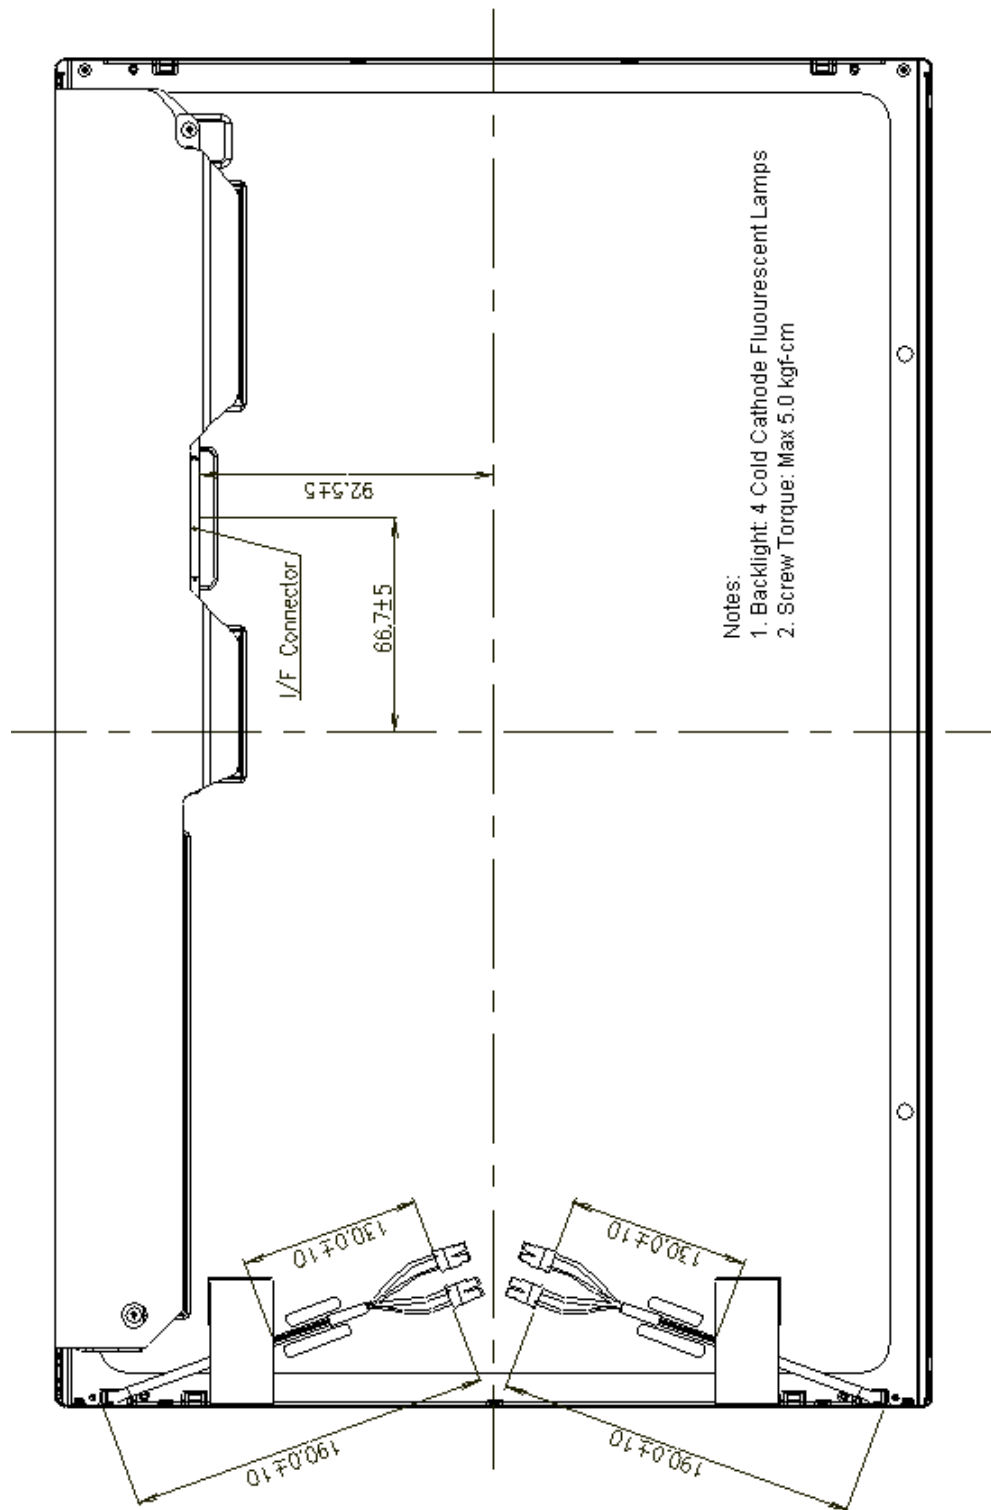 92.5±5
66.7±5
I/F Connector
Notes:
1. Backlight: 4 Cold Cathode Fluourescent Lamps
2. Screw Torque: Max 5.0 kgf-cm
130.0±10
130.0±10
190.0±10
190.0±10